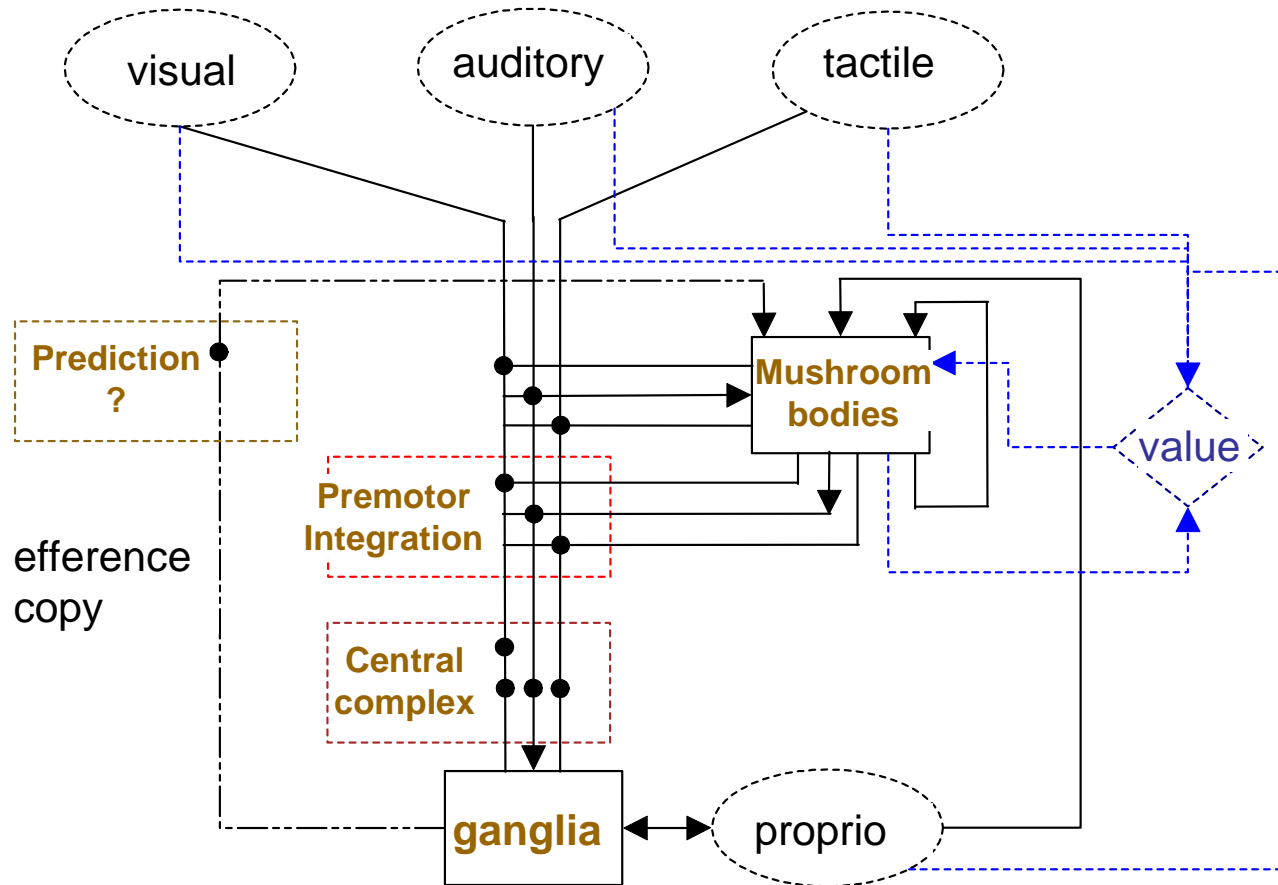 visual
auditory
tactile
Prediction
?
Mushroom
bodies
value
Premotor
Integration
efference
copy
Central
complex
ganglia
proprio